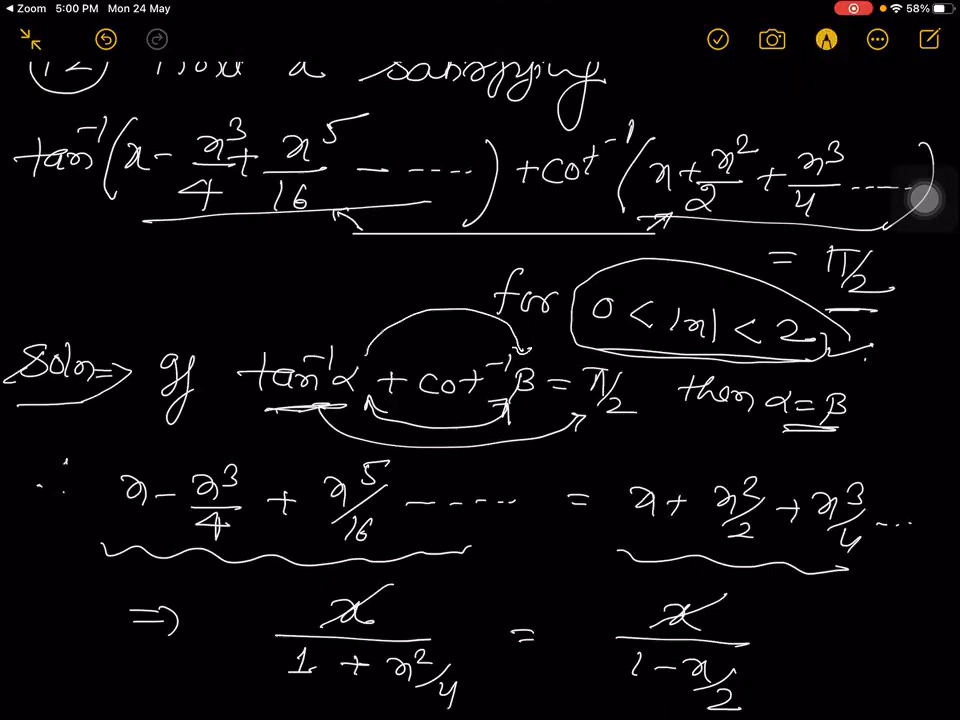 Zoom 5:00 PM Mon 24 May 58%
(12) a satisfying
tan⁻¹(x - x³/4 + x⁵/16 - - ....) + cot⁻¹(x + x²/2 + x³/4 .....)
= π/2
for 0 < |x| < 2
Soln => If tan⁻¹α + cot⁻¹β = π/2 then α = β
∴ x - x³/4 + x⁵/16 - - - .... = x + x²/2 + x³/4 ...
=> x/(1 + x²/4) = x/(1 - x/2)